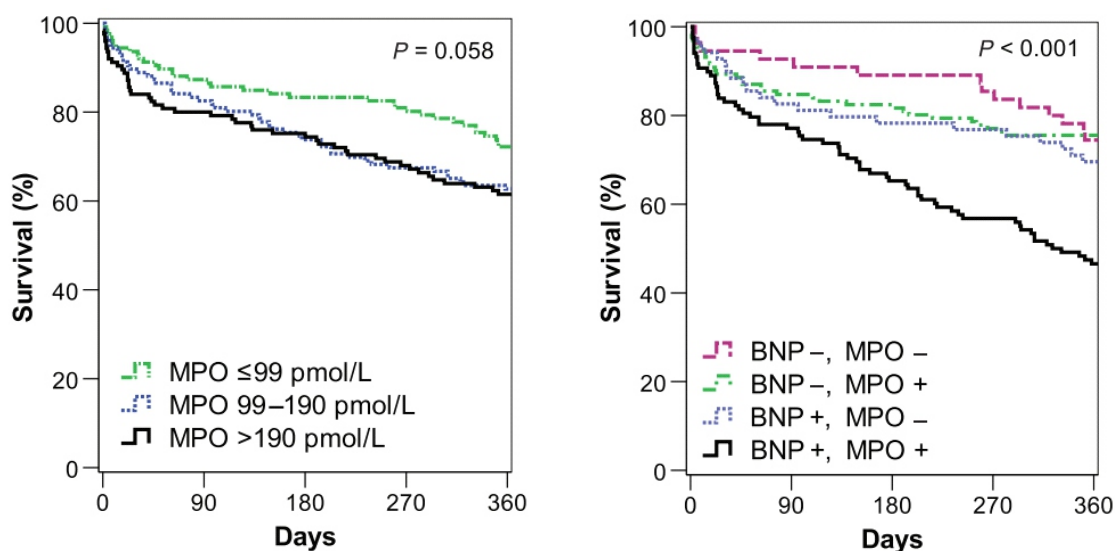 100
80
60
40
20
0
Survival (%)
P = 0.058
MPO ≤99 pmol/L
MPO 99–190 pmol/L
MPO >190 pmol/L
0 90 180 270 360
Days
100
80
60
40
20
0
Survival (%)
P < 0.001
BNP –, MPO –
BNP –, MPO +
BNP +, MPO –
BNP +, MPO +
0 90 180 270 360
Days